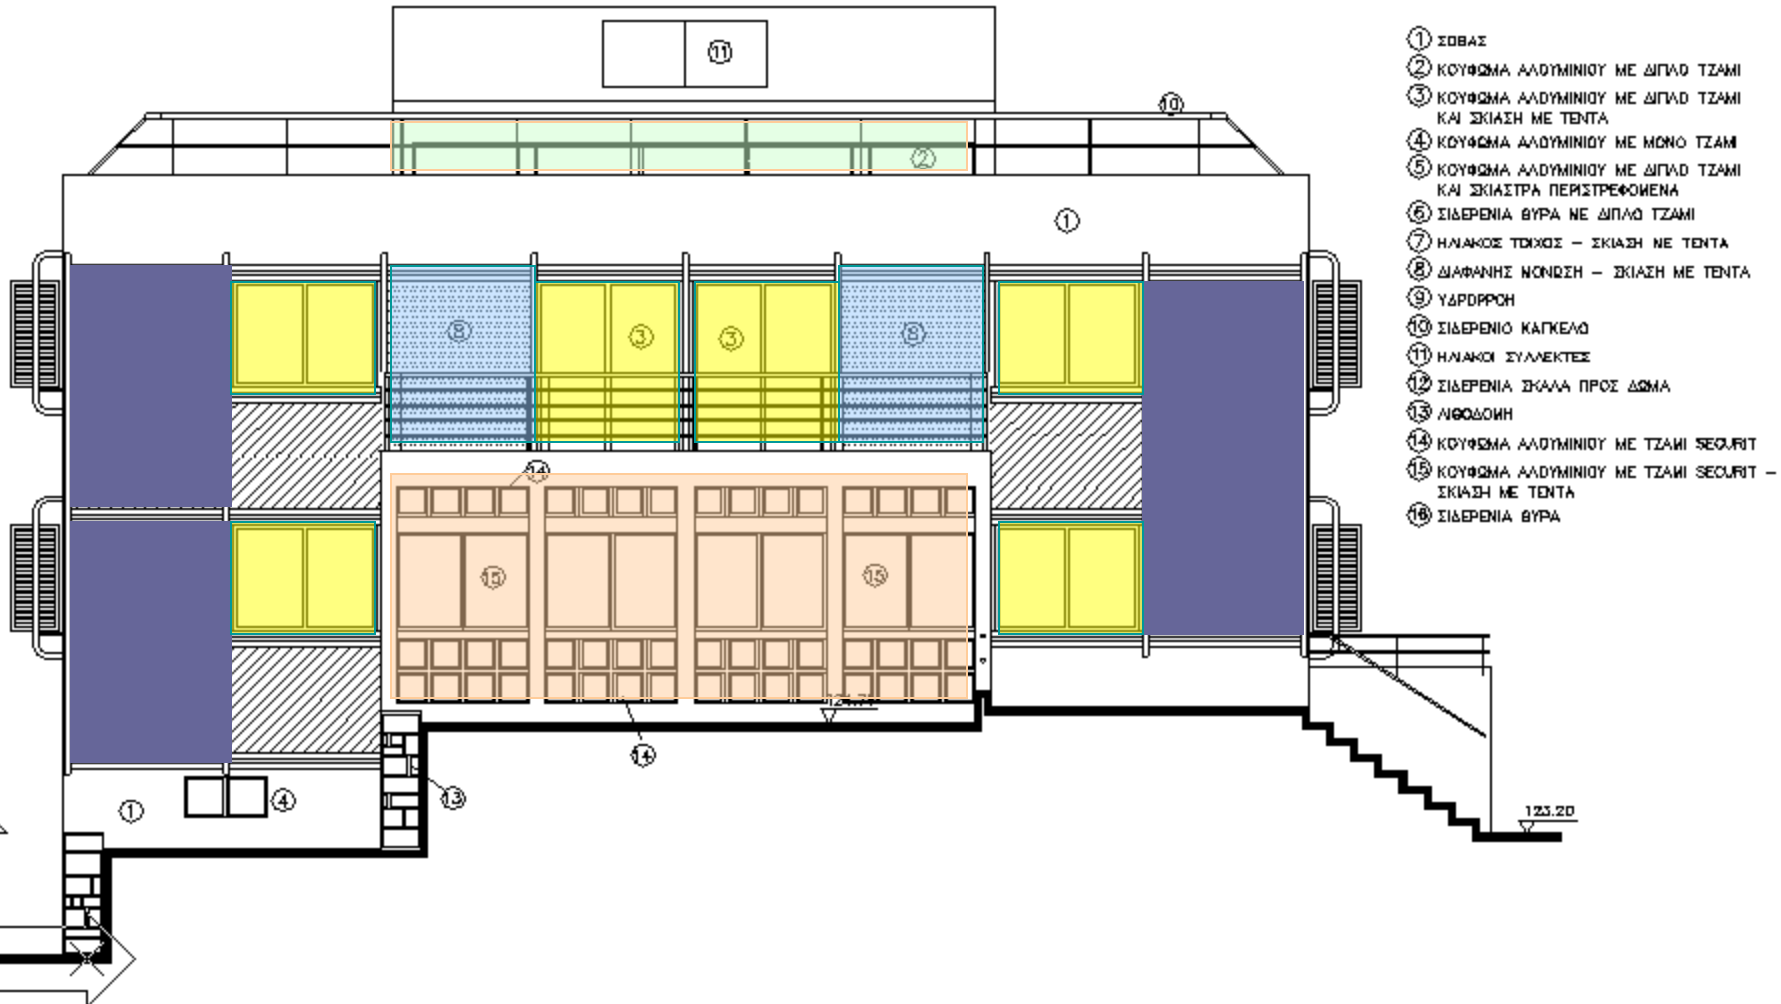 11
10
2
1
8
3
3
8
14
15
15
14
13
4
1
123.20
1 ΣΟΒΑΣ
2 ΚΟΥΦΩΜΑ ΑΛΟΥΜΙΝΙΟΥ ΜΕ ΔΙΠΛΟ ΤΖΑΜΙ
3 ΚΟΥΦΩΜΑ ΑΛΟΥΜΙΝΙΟΥ ΜΕ ΔΙΠΛΟ ΤΖΑΜΙ
ΚΑΙ ΣΚΙΑΣΗ ΜΕ ΤΕΝΤΑ
4 ΚΟΥΦΩΜΑ ΑΛΟΥΜΙΝΙΟΥ ΜΕ ΜΟΝΟ ΤΖΑΜΙ
5 ΚΟΥΦΩΜΑ ΑΛΟΥΜΙΝΙΟΥ ΜΕ ΔΙΠΛΟ ΤΖΑΜΙ
ΚΑΙ ΣΚΙΑΣΤΡΑ ΠΕΡΙΣΤΡΕΦΟΜΕΝΑ
6 ΣΙΔΕΡΕΝΙΑ ΘΥΡΑ ΜΕ ΔΙΠΛΟ ΤΖΑΜΙ
7 ΗΛΙΑΚΟΣ ΤΟΙΧΟΣ – ΣΚΙΑΣΗ ΜΕ ΤΕΝΤΑ
8 ΔΙΑΦΑΝΗΣ ΜΟΝΩΣΗ – ΣΚΙΑΣΗ ΜΕ ΤΕΝΤΑ
9 ΥΔΡΟΡΡΟΗ
10 ΣΙΔΕΡΕΝΙΟ ΚΑΓΚΕΛΟ
11 ΗΛΙΑΚΟΙ ΣΥΛΛΕΚΤΕΣ
12 ΣΙΔΕΡΕΝΙΑ ΣΚΑΛΑ ΠΡΟΣ ΔΩΜΑ
13 ΛΙΘΟΔΟΜΗ
14 ΚΟΥΦΩΜΑ ΑΛΟΥΜΙΝΙΟΥ ΜΕ ΤΖΑΜΙ SECURIT
15 ΚΟΥΦΩΜΑ ΑΛΟΥΜΙΝΙΟΥ ΜΕ ΤΖΑΜΙ SECURIT –
ΣΚΙΑΣΗ ΜΕ ΤΕΝΤΑ
16 ΣΙΔΕΡΕΝΙΑ ΘΥΡΑ